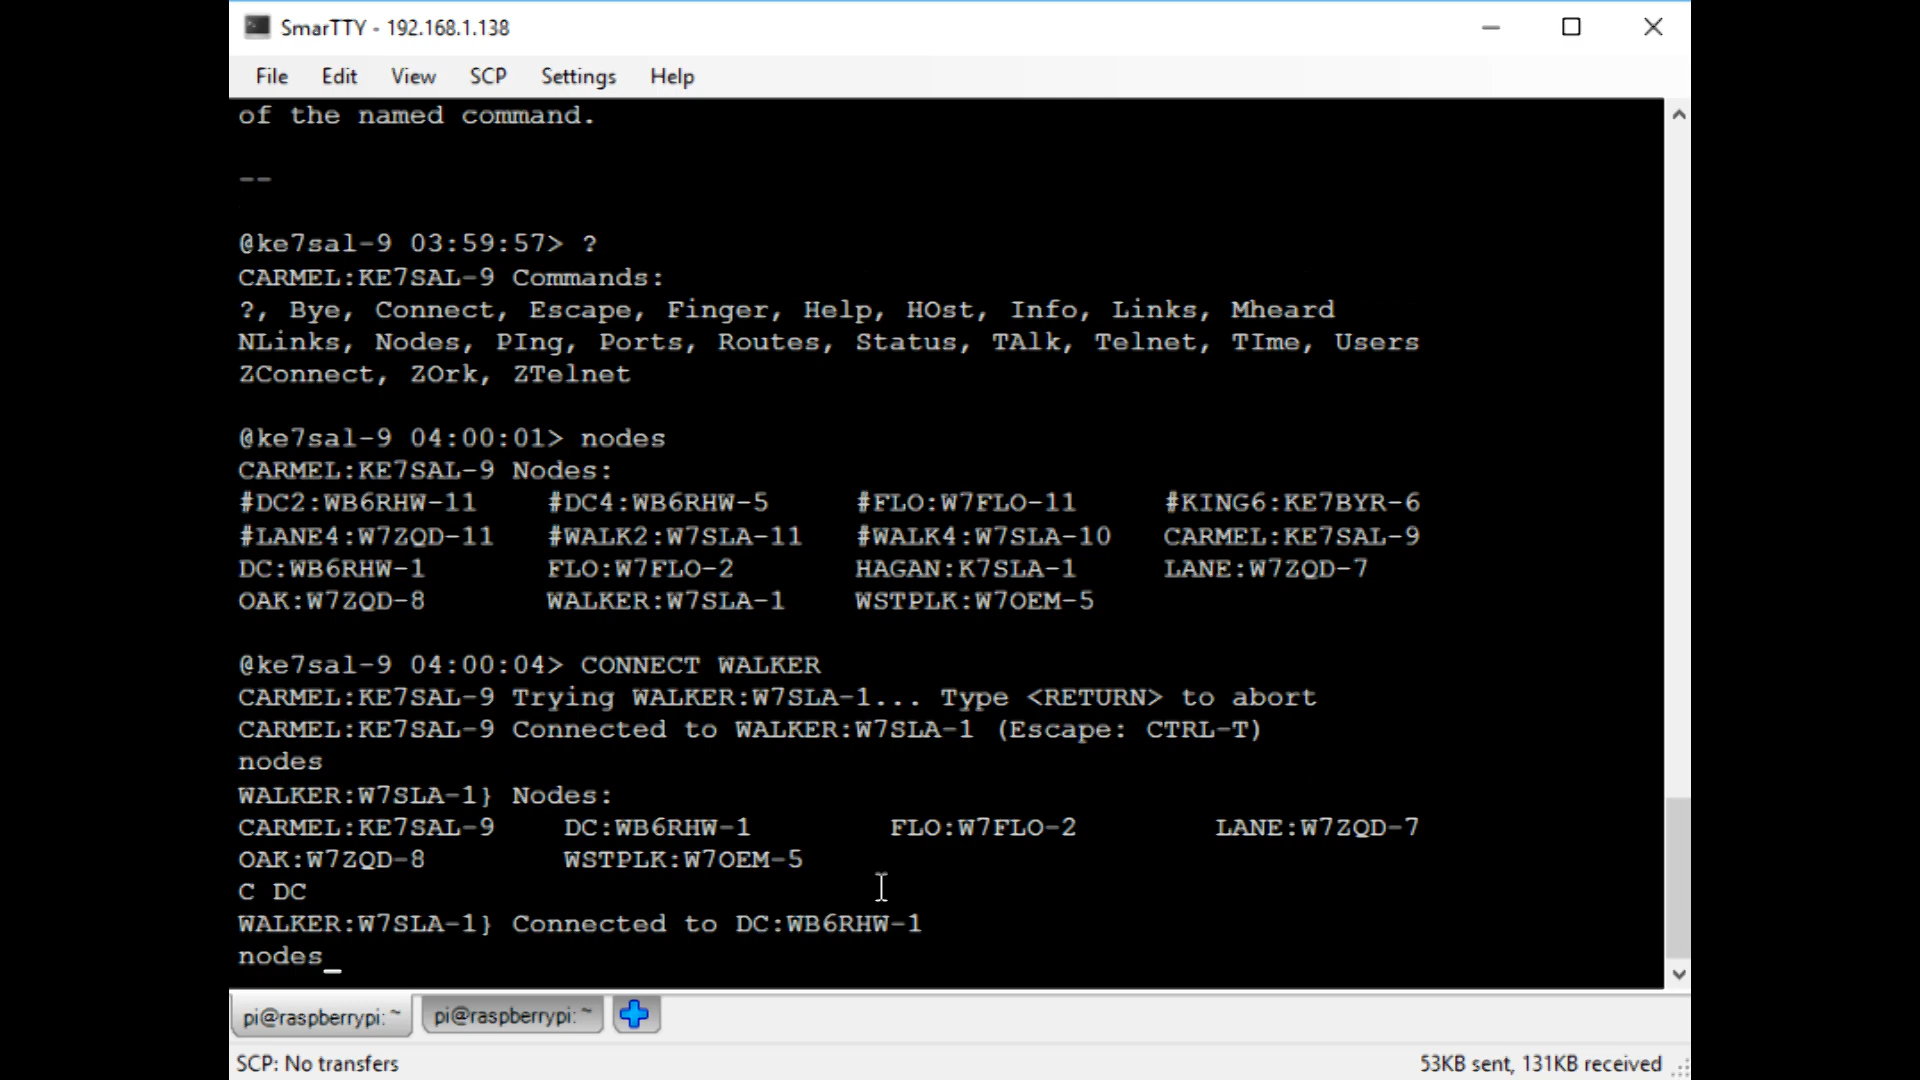 SmarTTY - 192.168.1.138
File Edit View SCP Settings Help
of the named command.
--
@ke7sal-9 03:59:57> ?
CARMEL:KE7SAL-9 Commands:
?, Bye, Connect, Escape, Finger, Help, HOst, Info, Links, Mheard
NLinks, Nodes, PIng, Ports, Routes, Status, TAlk, Telnet, TIme, Users
ZConnect, ZOrk, ZTelnet
@ke7sal-9 04:00:01> nodes
CARMEL:KE7SAL-9 Nodes:
#DC2:WB6RHW-11 #DC4:WB6RHW-5 #FLO:W7FLO-11 #KING6:KE7BYR-6
#LANE4:W7ZQD-11 #WALK2:W7SLA-11 #WALK4:W7SLA-10 CARMEL:KE7SAL-9
DC:WB6RHW-1 FLO:W7FLO-2 HAGAN:K7SLA-1 LANE:W7ZQD-7
OAK:W7ZQD-8 WALKER:W7SLA-1 WSTPLK:W7OEM-5
@ke7sal-9 04:00:04> CONNECT WALKER
CARMEL:KE7SAL-9 Trying WALKER:W7SLA-1... Type <RETURN> to abort
CARMEL:KE7SAL-9 Connected to WALKER:W7SLA-1 (Escape: CTRL-T)
nodes
WALKER:W7SLA-1} Nodes:
CARMEL:KE7SAL-9 DC:WB6RHW-1 FLO:W7FLO-2 LANE:W7ZQD-7
OAK:W7ZQD-8 WSTPLK:W7OEM-5
C DC
WALKER:W7SLA-1} Connected to DC:WB6RHW-1
nodes_
pi@raspberrypi: ~ pi@raspberrypi: ~
SCP: No transfers 53KB sent, 131KB received